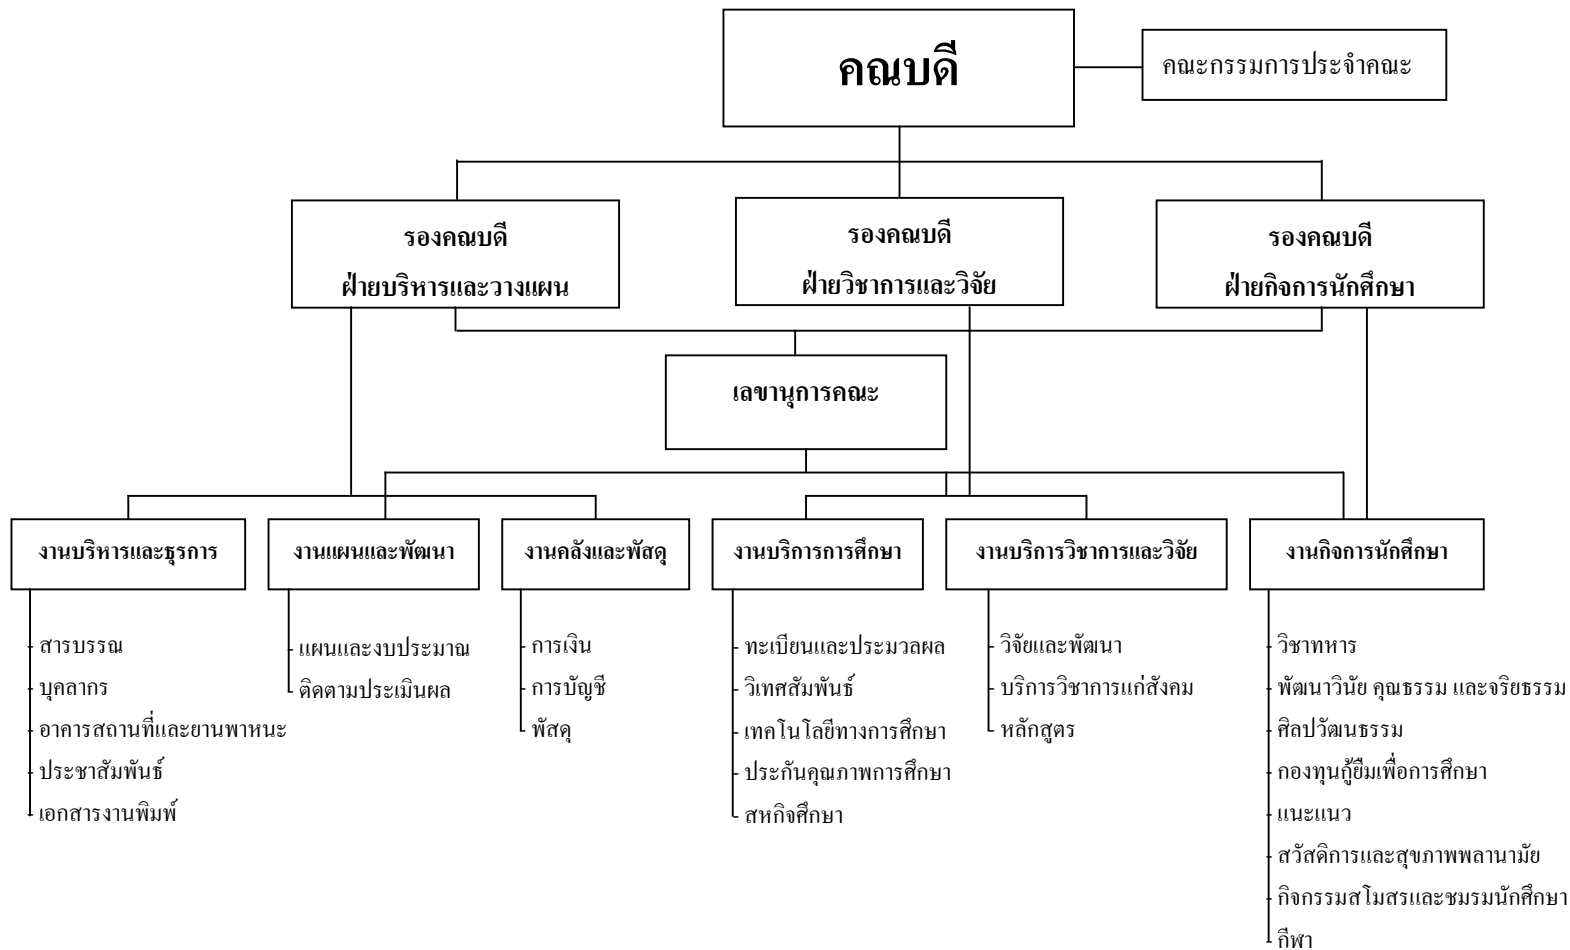 คณบดี
คณะกรรมการประจำคณะ
รองคณบดี
ฝ่ายบริหารและวางแผน
รองคณบดี
ฝ่ายวิชาการและวิจัย
รองคณบดี
ฝ่ายกิจการนักศึกษา
เลขานุการคณะ
งานบริหารและธุรการ
- สารบรรณ
- บุคลากร
- อาคารสถานที่และยานพาหนะ
- ประชาสัมพันธ์
- เอกสารงานพิมพ์
งานแผนและพัฒนา
- แผนและงบประมาณ
- ติดตามประเมินผล
งานคลังและพัสดุ
- การเงิน
- การบัญชี
- พัสดุ
งานบริการการศึกษา
- ทะเบียนและประมวลผล
- วิเทศสัมพันธ์
- เทคโนโลยีทางการศึกษา
- ประกันคุณภาพการศึกษา
- สหกิจศึกษา
งานบริการวิชาการและวิจัย
- วิจัยและพัฒนา
- บริการวิชาการแก่สังคม
- หลักสูตร
งานกิจการนักศึกษา
- วิชาทหาร
- พัฒนาวินัย คุณธรรม และจริยธรรม
- ศิลปวัฒนธรรม
- กองทุนกู้ยืมเพื่อการศึกษา
- แนะแนว
- สวัสดิการและสุขภาพพลานามัย
- กิจกรรมสโมสรและชมรมนักศึกษา
- กีฬา